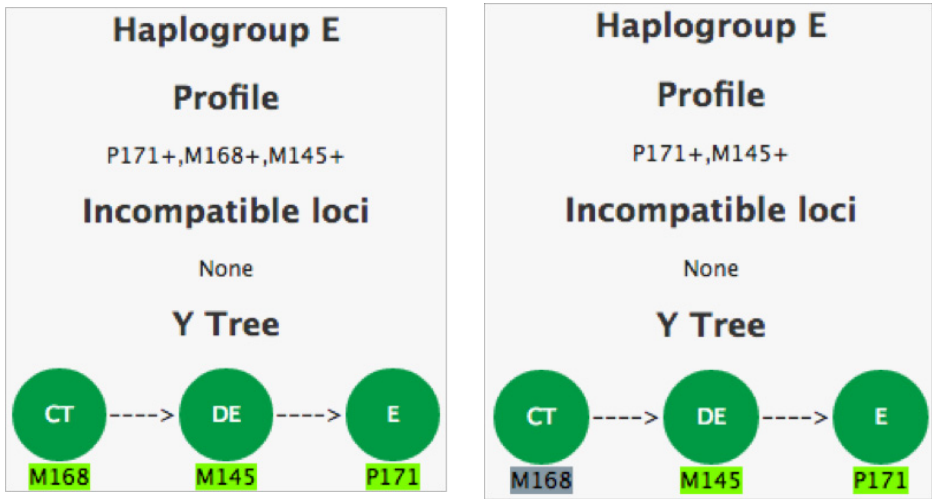 Haplogroup E
Profile
P171+,M168+,M145+
Incompatible loci
None
Y Tree
CT ----> DE ----> E
M168 M145 P171
Haplogroup E
Profile
P171+,M145+
Incompatible loci
None
Y Tree
CT ----> DE ----> E
M168 M145 P171